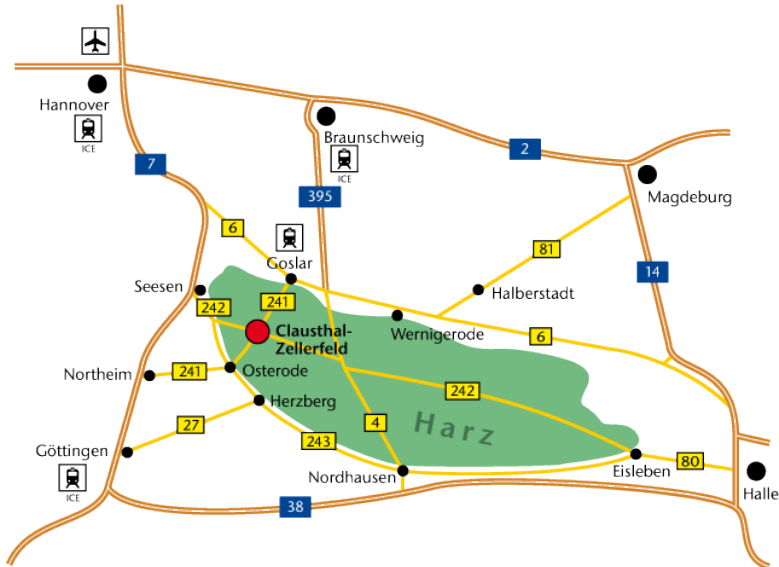 Hannover
ICE
Braunschweig
ICE
2
7
Magdeburg
395
6
81
Goslar
14
Seesen
Halberstadt
242
241
Clausthal-
Zellerfeld
Wernigerode
6
Northeim
241
Osterode
242
Herzberg
27
4
Harz
243
Göttingen
ICE
Nordhausen
Eisleben
80
Halle
38